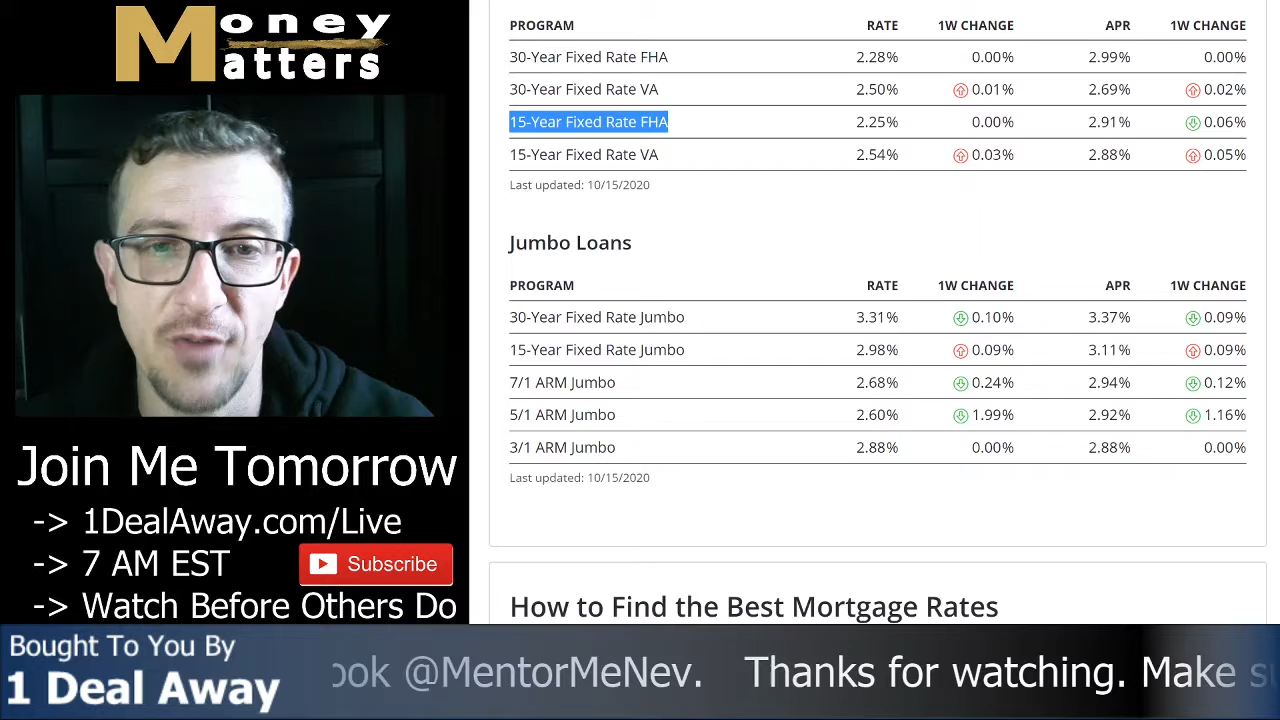 Money
Matters
Join Me Tomorrow
-> 1DealAway.com/Live
-> 7 AM EST
Subscribe
-> Watch Before Others Do
PROGRAM RATE 1W CHANGE APR 1W CHANGE
30-Year Fixed Rate FHA 2.28% 0.00% 2.99% 0.00%
30-Year Fixed Rate VA 2.50% 0.01% 2.69% 0.02%
15-Year Fixed Rate FHA 2.25% 0.00% 2.91% 0.06%
15-Year Fixed Rate VA 2.54% 0.03% 2.88% 0.05%
Last updated: 10/15/2020
Jumbo Loans
PROGRAM RATE 1W CHANGE APR 1W CHANGE
30-Year Fixed Rate Jumbo 3.31% 0.10% 3.37% 0.09%
15-Year Fixed Rate Jumbo 2.98% 0.09% 3.11% 0.09%
7/1 ARM Jumbo 2.68% 0.24% 2.94% 0.12%
5/1 ARM Jumbo 2.60% 1.99% 2.92% 1.16%
3/1 ARM Jumbo 2.88% 0.00% 2.88% 0.00%
Last updated: 10/15/2020
How to Find the Best Mortgage Rates
Bought To You By
1 Deal Away
ook @MentorMeNev. Thanks for watching. Make